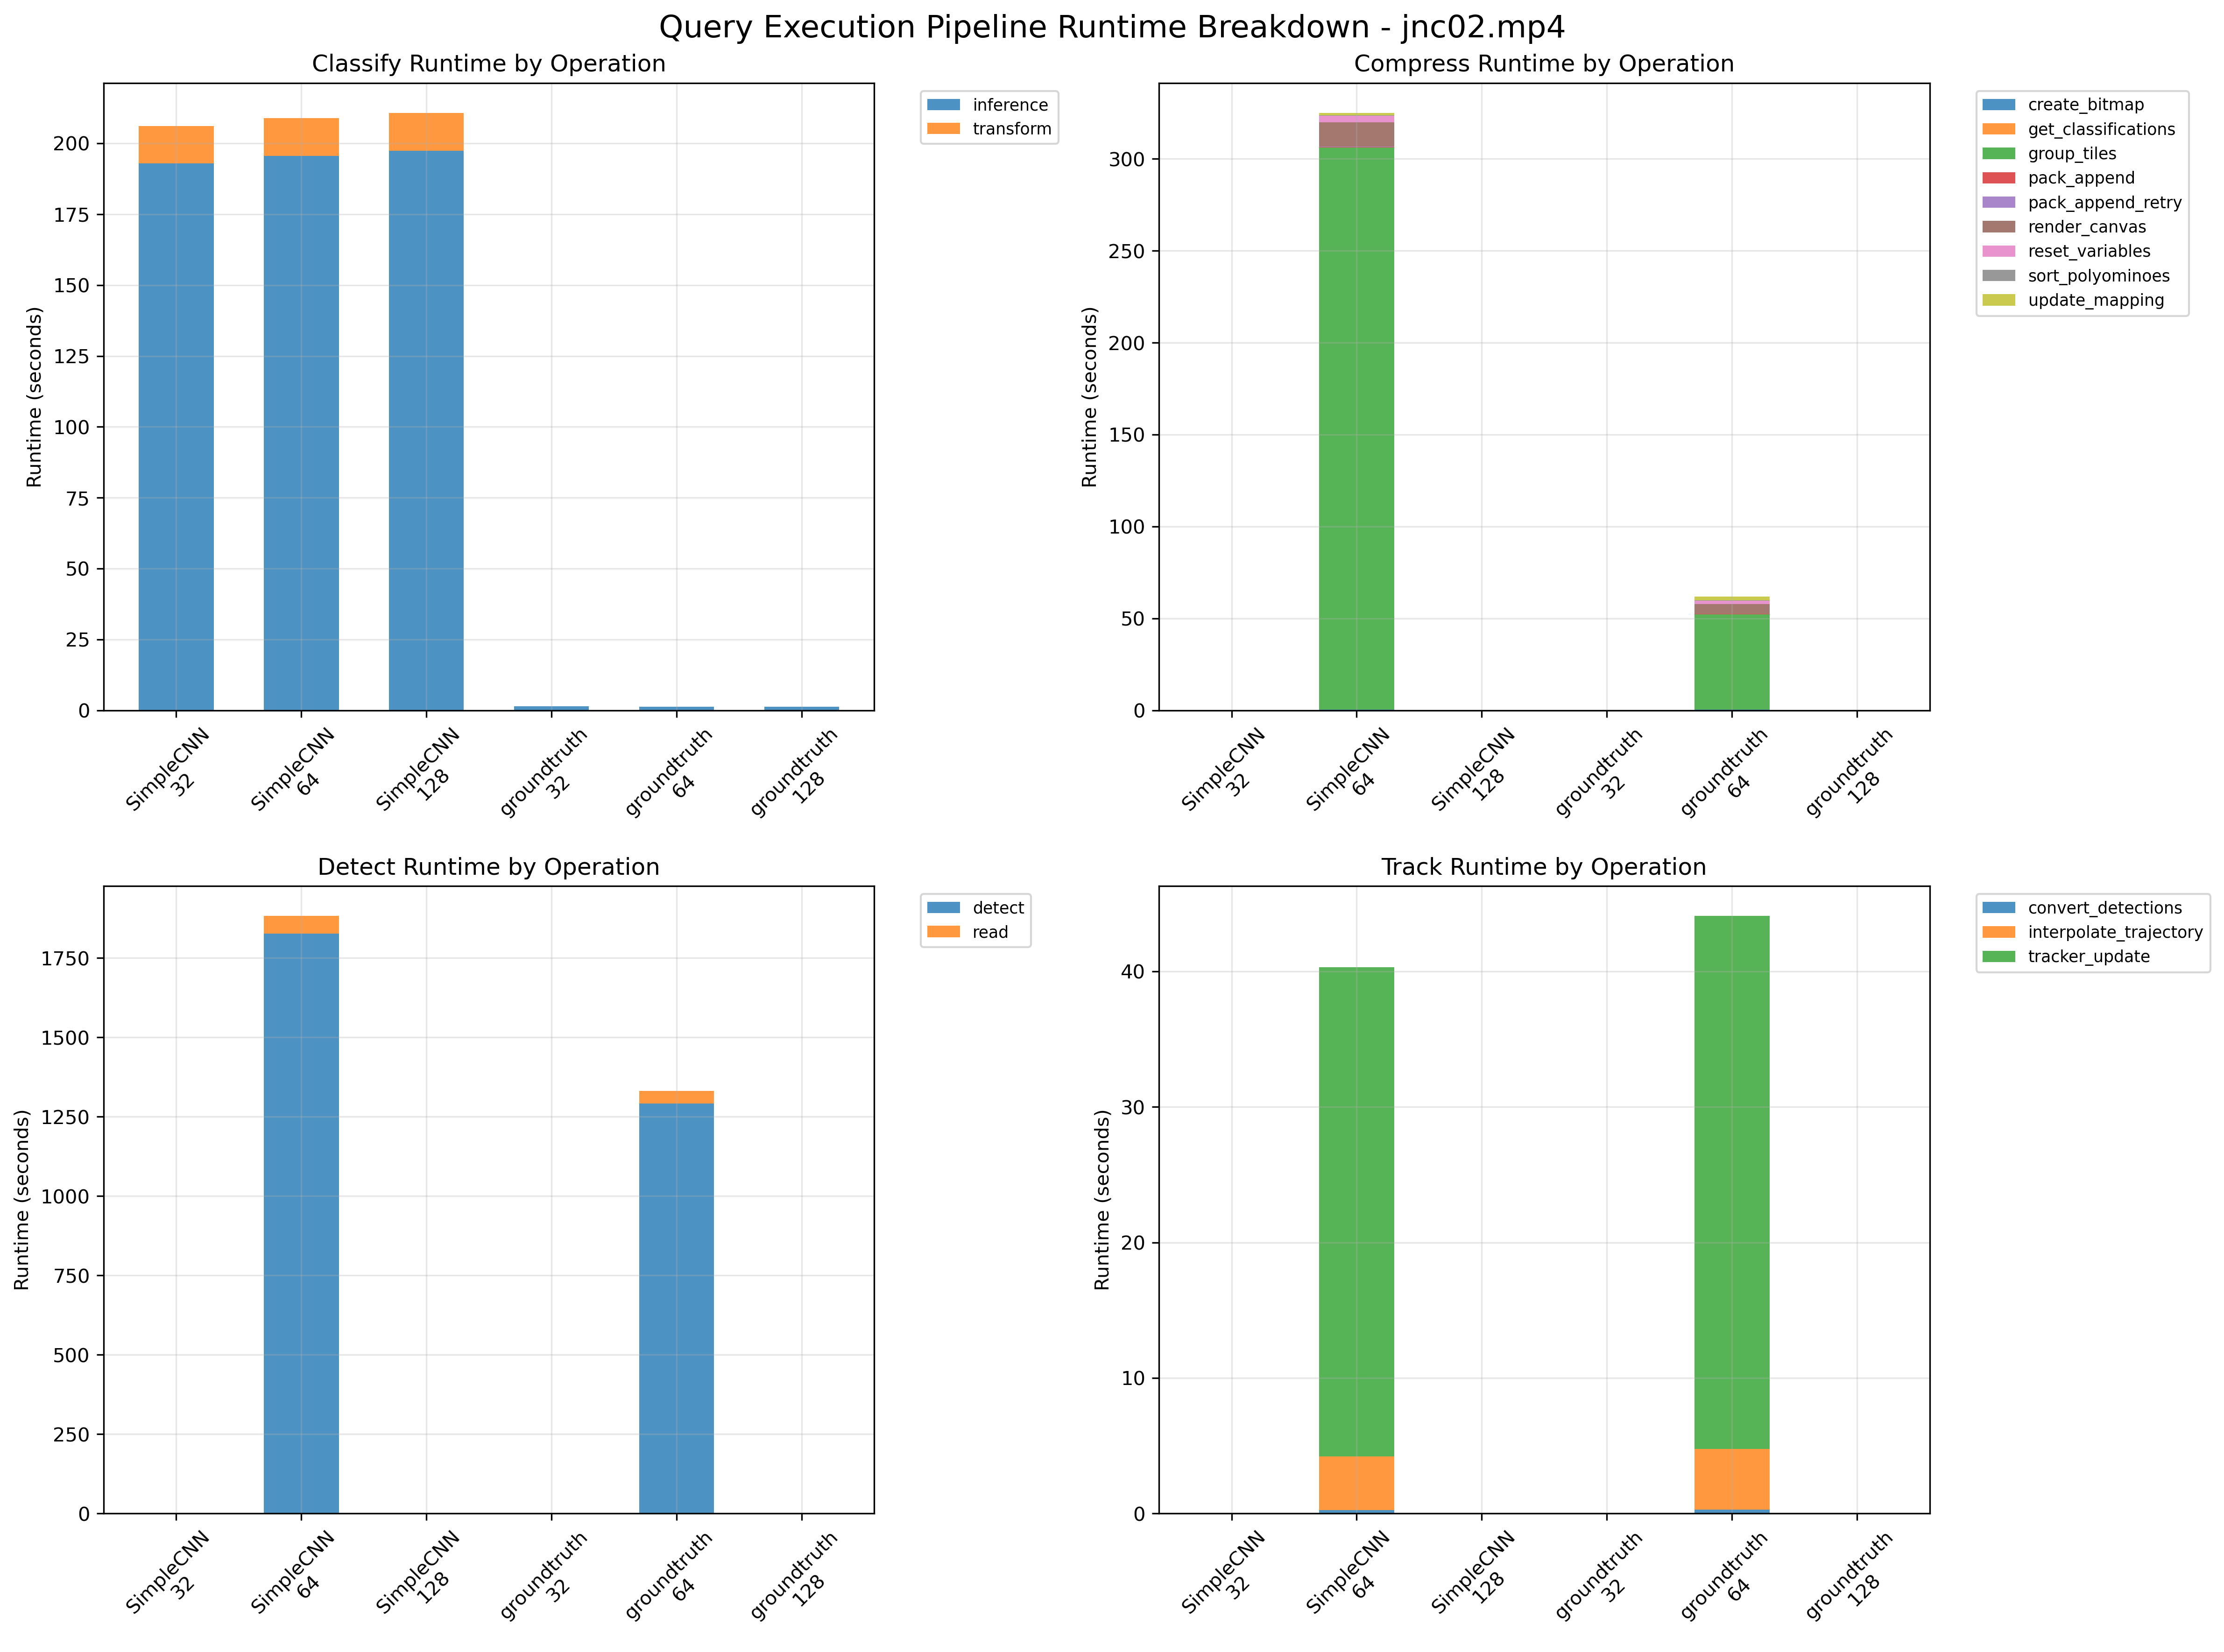 Query Execution Pipeline Runtime Breakdown - jnc02.mp4
Classify Runtime by Operation
Runtime (seconds)
200
175
150
125
100
75
50
25
0
SimpleCNN
32
SimpleCNN
64
SimpleCNN
128
groundtruth
32
groundtruth
64
groundtruth
128
inference
transform
Compress Runtime by Operation
Runtime (seconds)
300
250
200
150
100
50
0
SimpleCNN
32
SimpleCNN
64
SimpleCNN
128
groundtruth
32
groundtruth
64
groundtruth
128
create_bitmap
get_classifications
group_tiles
pack_append
pack_append_retry
render_canvas
reset_variables
sort_polyominoes
update_mapping
Detect Runtime by Operation
Runtime (seconds)
1750
1500
1250
1000
750
500
250
0
SimpleCNN
32
SimpleCNN
64
SimpleCNN
128
groundtruth
32
groundtruth
64
groundtruth
128
detect
read
Track Runtime by Operation
Runtime (seconds)
40
30
20
10
0
SimpleCNN
32
SimpleCNN
64
SimpleCNN
128
groundtruth
32
groundtruth
64
groundtruth
128
convert_detections
interpolate_trajectory
tracker_update